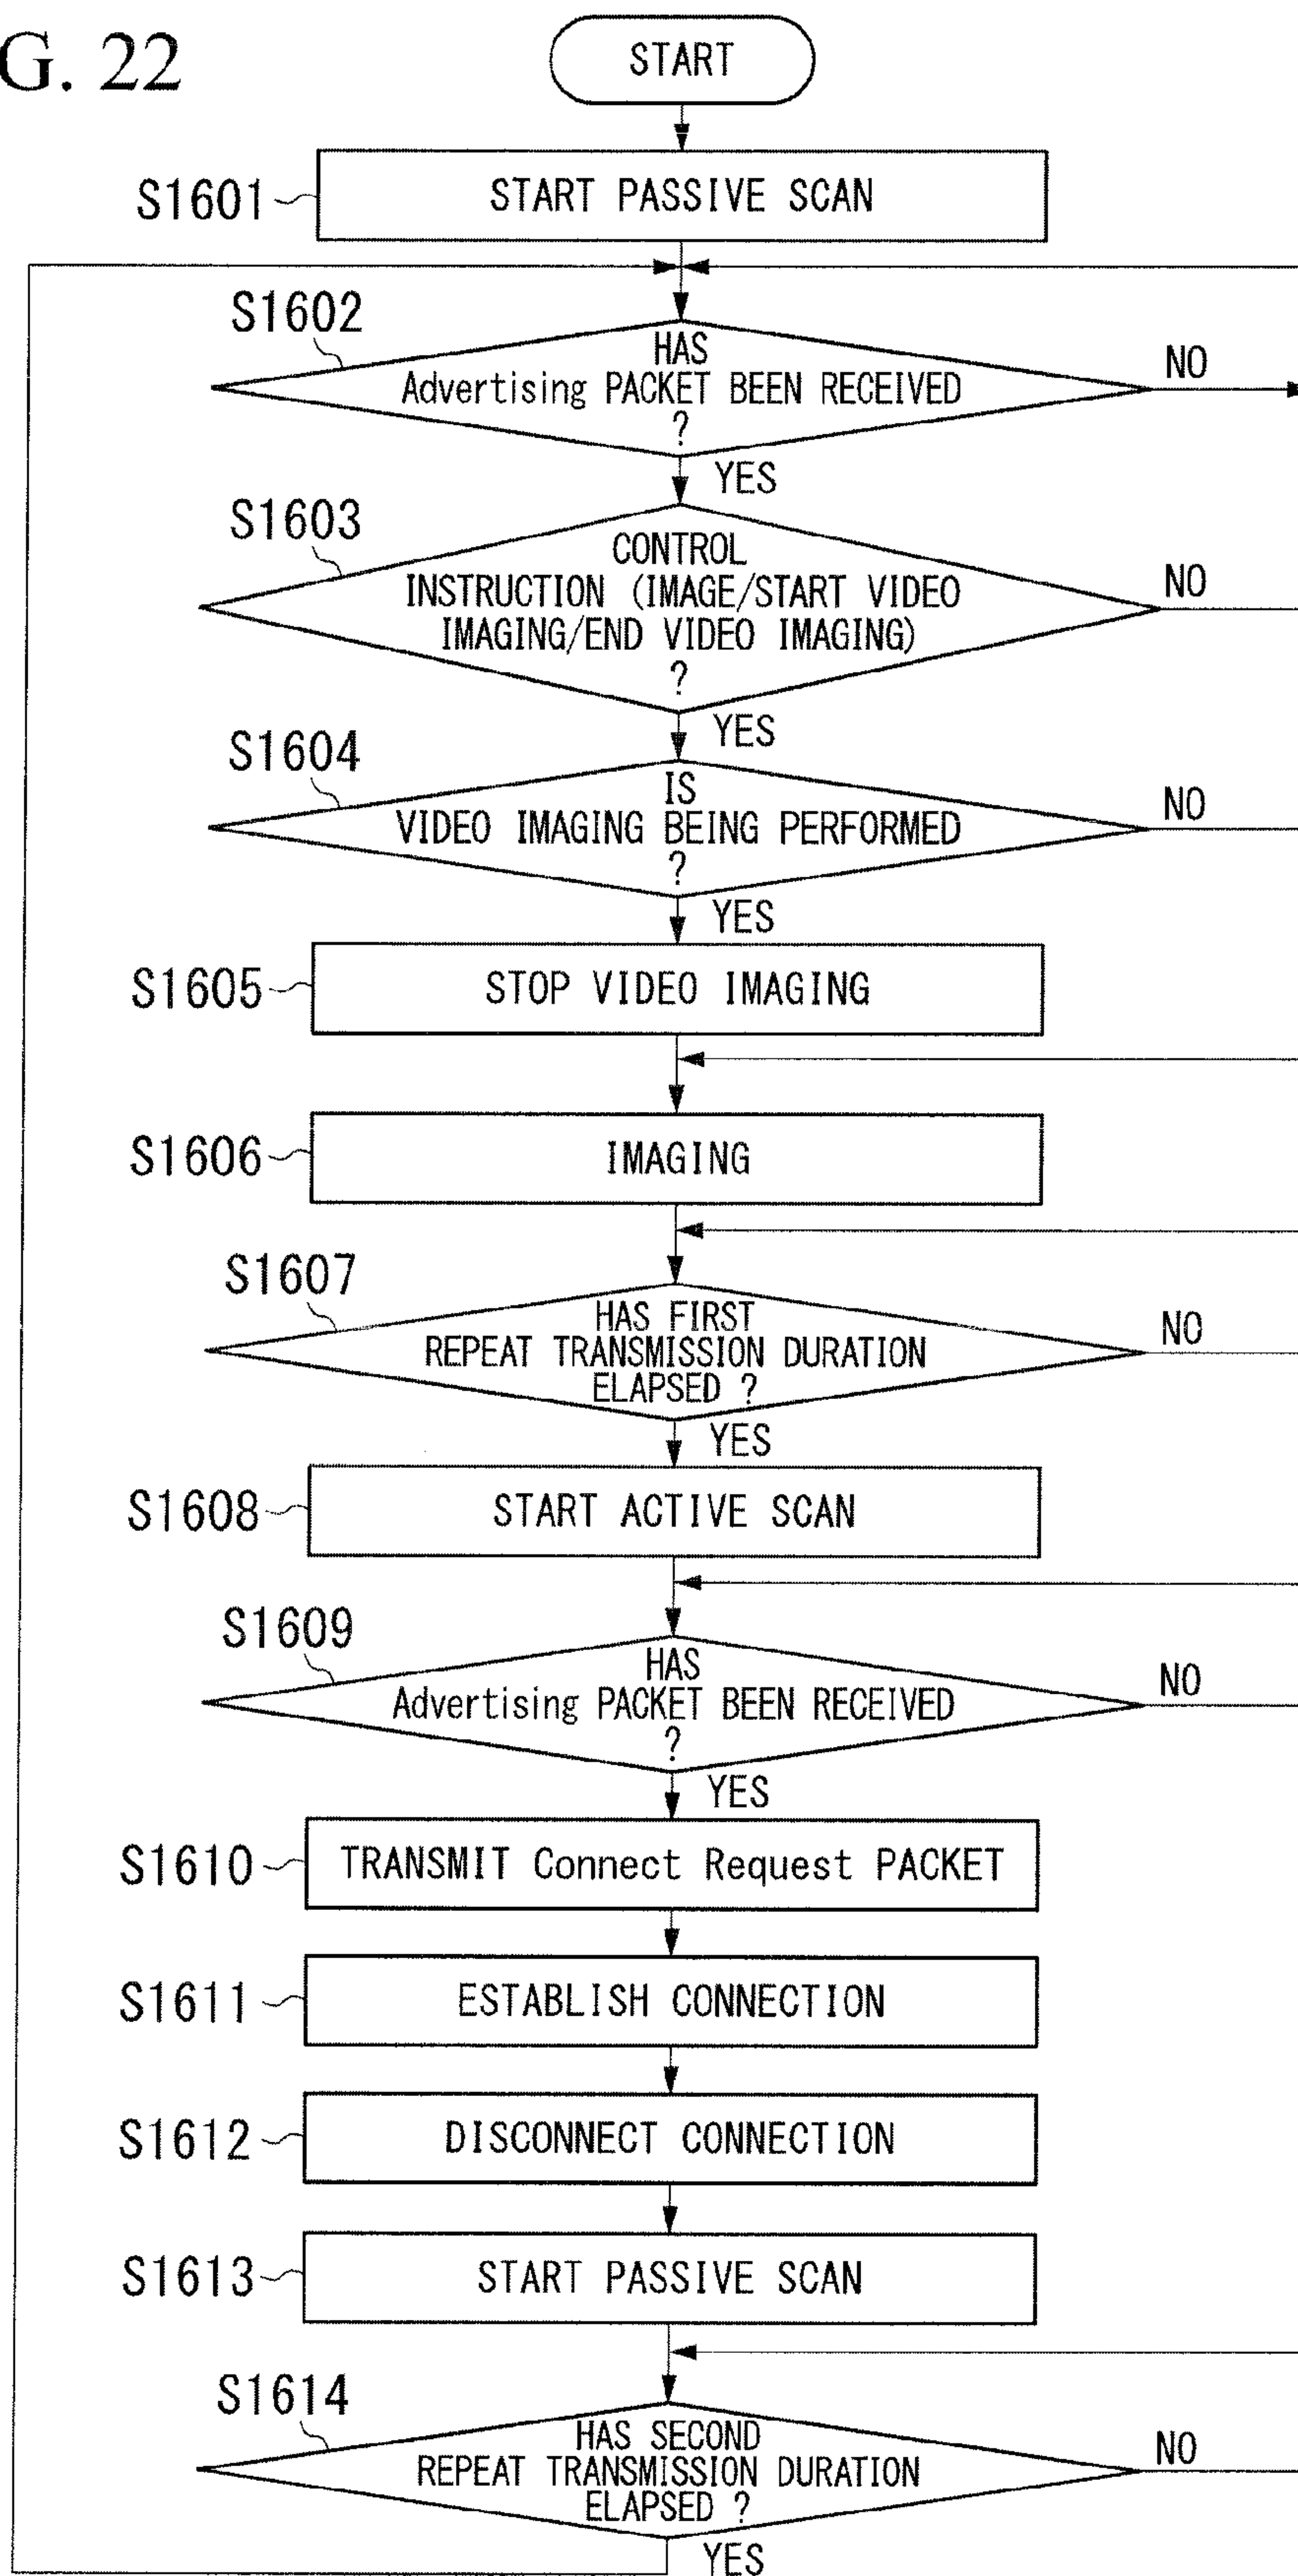 G. 22
START
S1601
START PASSIVE SCAN
S1602
HAS
Advertising PACKET BEEN RECEIVED
?
NO
YES
S1603
CONTROL
INSTRUCTION (IMAGE/START VIDEO
IMAGING/END VIDEO IMAGING)
?
NO
YES
S1604
IS
VIDEO IMAGING BEING PERFORMED
?
NO
YES
S1605
STOP VIDEO IMAGING
S1606
IMAGING
S1607
HAS FIRST
REPEAT TRANSMISSION DURATION
ELAPSED ?
NO
YES
S1608
START ACTIVE SCAN
S1609
HAS
Advertising PACKET BEEN RECEIVED
?
NO
YES
S1610
TRANSMIT Connect Request PACKET
S1611
ESTABLISH CONNECTION
S1612
DISCONNECT CONNECTION
S1613
START PASSIVE SCAN
S1614
HAS SECOND
REPEAT TRANSMISSION DURATION
ELAPSED ?
NO
YES